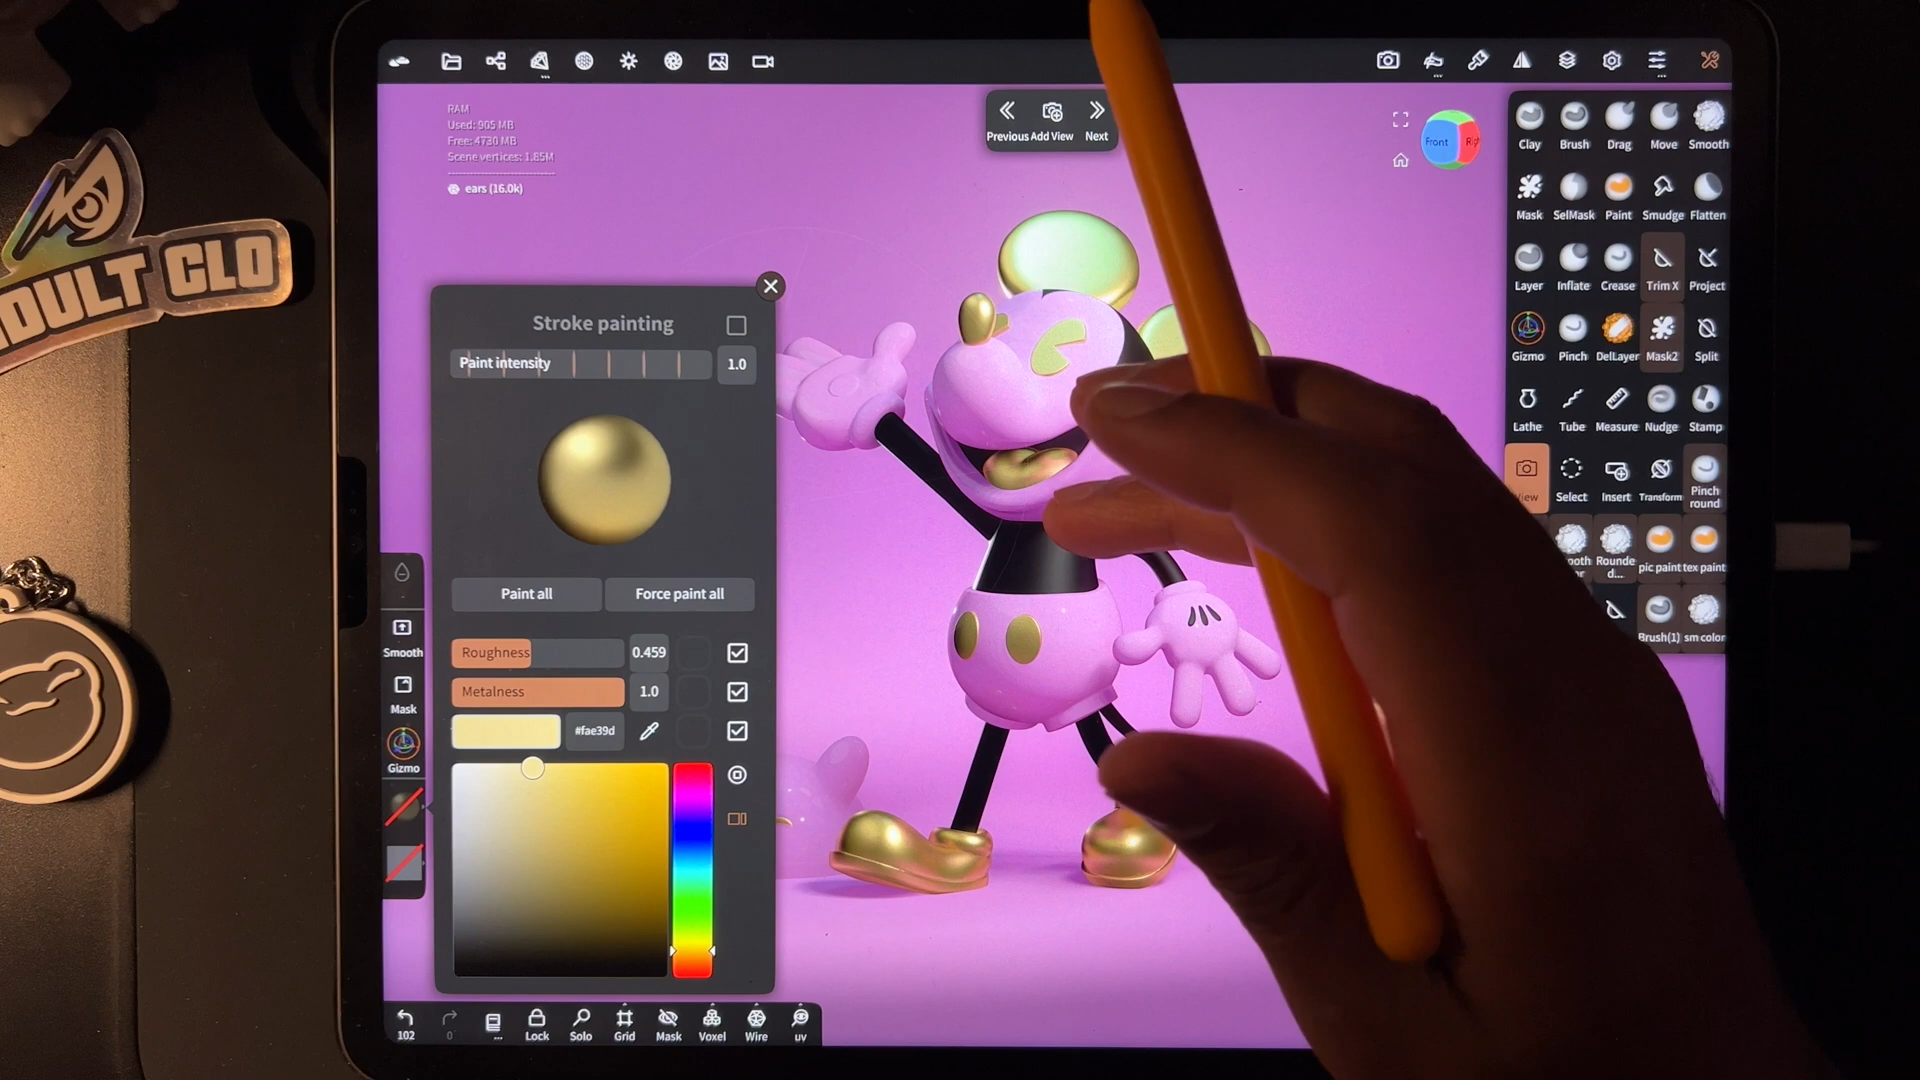 RAM
Used: 905 MB
Free: 4730 MB
Scene vertices: 1.85M
ears (16.0k)
Previous Add View Next
Front
Clay Brush Drag Move Smooth
Mask SelMask Paint Smudge Flatten
Layer Inflate Crease Trim X Project
Gizmo Pinch DelLayer Mask2 Split
Lathe Tube Measure Nudge Stamp
View Select Insert Transform Pinch round
Rounde d... pic paint tex paint
Brush(1) sm color
Stroke painting
Paint intensity 1.0
Paint all Force paint all
Roughness 0.459
Metalness 1.0
#fae39d
Smooth
Mask
Gizmo
102 0 Lock Solo Grid Mask Voxel Wire uv
DULT CLO